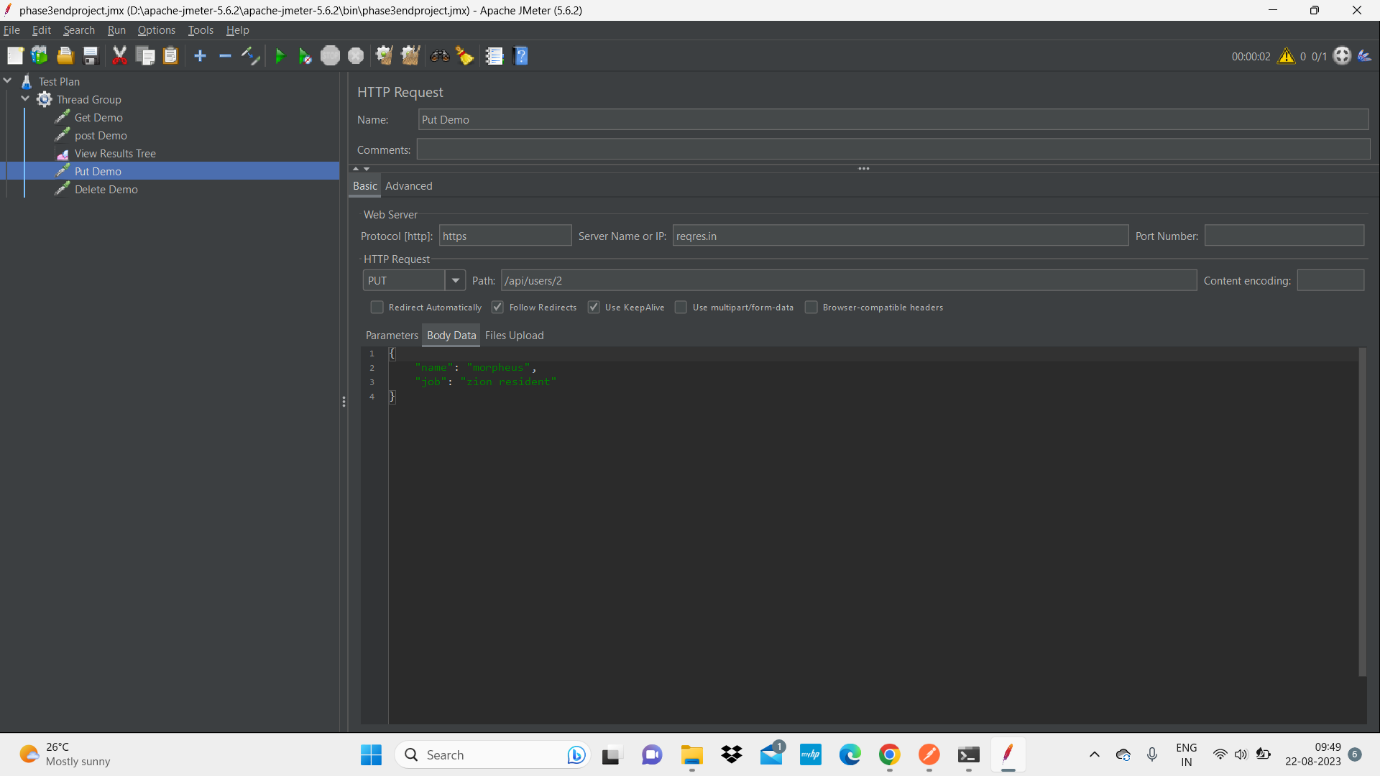 phase3endproject.jmx (D:\apache-jmeter-5.6.2\apache-jmeter-5.6.2\bin\phase3endproject.jmx) - Apache JMeter (5.6.2)
File Edit Search Run Options Tools Help
00:00:02 0 0/1
Test Plan
Thread Group
Get Demo
post Demo
View Results Tree
Put Demo
Delete Demo
HTTP Request
Name: Put Demo
Comments:
Basic Advanced
Web Server
Protocol [http]: https Server Name or IP: reqres.in Port Number:
HTTP Request
PUT Path: /api/users/2 Content encoding:
Redirect Automatically Follow Redirects Use KeepAlive Use multipart/form-data Browser-compatible headers
Parameters Body Data Files Upload
1 {
2 "name": "morpheus",
3 "job": "zion resident"
4 }
26°C
Mostly sunny
Search
1
myhp
ENG
IN
09:49
22-08-2023
6